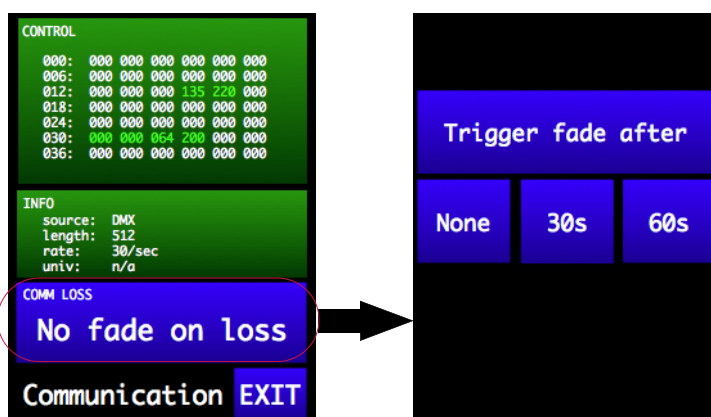 CONTROL
000: 000 000 000 000 000 000
006: 000 000 000 000 000 000
012: 000 000 000 135 220 000
018: 000 000 000 000 000 000
024: 000 000 000 000 000 000
030: 000 000 064 200 000 000
036: 000 000 000 000 000 000
INFO
source: DMX
length: 512
rate: 30/sec
univ: n/a
COMM LOSS
No fade on loss
Communication EXIT
Trigger fade after
None 30s 60s